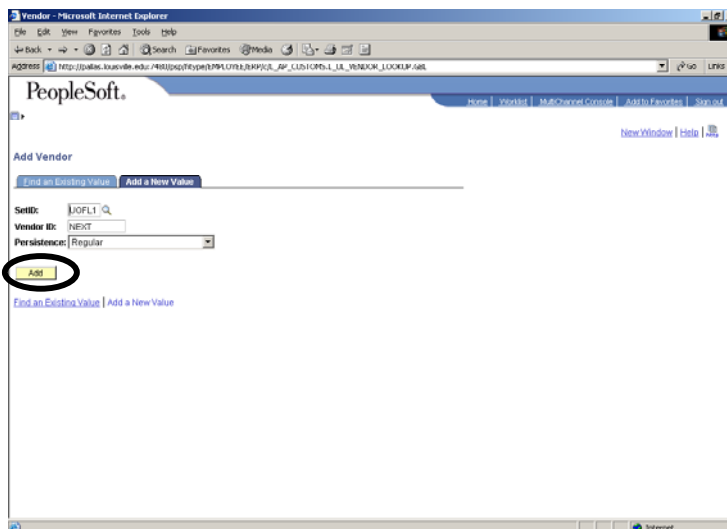 Vendor - Microsoft Internet Explorer
File Edit View Favorites Tools Help
Back Search Favorites Media
Address Go Links
PeopleSoft.
Home | Worklist | MultiChannel Console | Add to Favorites | Sign out
New Window | Help |
Add Vendor
Find an Existing Value Add a New Value
SetID: UOFL1
Vendor ID: NEXT
Persistence: Regular
Add
Find an Existing Value | Add a New Value
Internet